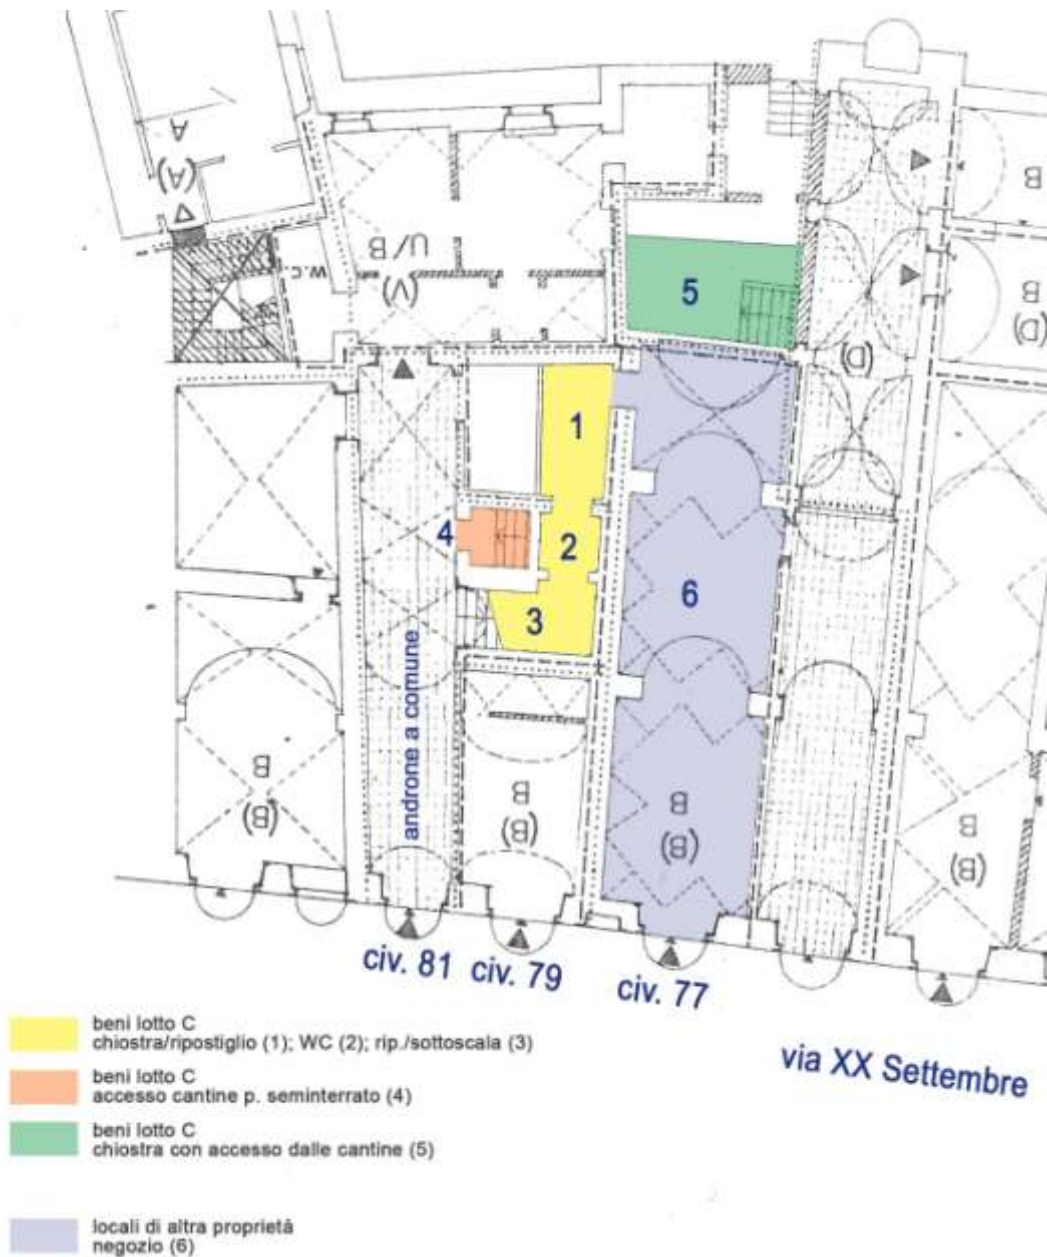 A
(A)
U/B
(V)
w.c.
B
5
B
(D)
(D)
1
4
2
6
3
androne a comune
B
(B)
B
(B)
B
(B)
B
(B)
civ. 81
civ. 79
civ. 77
via XX Settembre
beni lotto C
chiostra/ripostiglio (1); WC (2); rip./sottoscala (3)
beni lotto C
accesso cantine p. seminterrato (4)
beni lotto C
chiostra con accesso dalle cantine (5)
locali di altra proprietà
negozio (6)